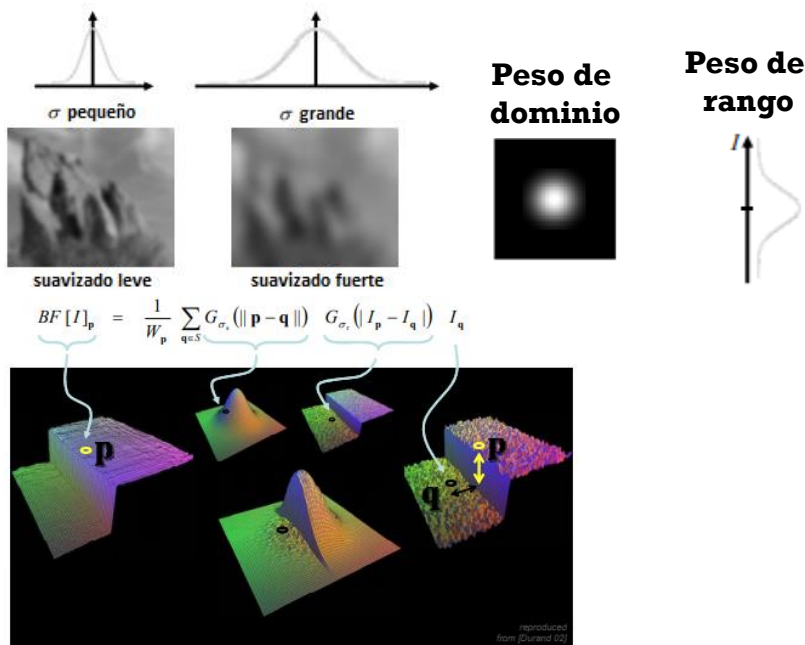 σ pequeño
σ grande
Peso de
dominio
Peso de
rango
I
suavizado leve
suavizado fuerte
BF [I]p = 1/Wp ∑q∈S Gσs(|| p − q ||) Gσr(| Ip − Iq |) Iq
p
p
q
reproduced
from [Durand 02]